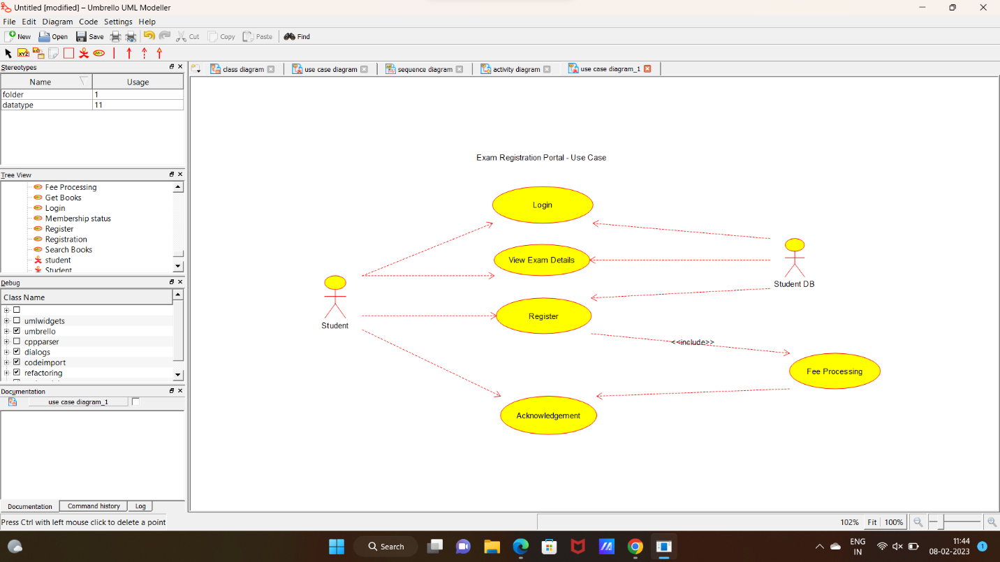 Untitled [modified] – Umbrello UML Modeller
File Edit Diagram Code Settings Help
New Open Save Cut Copy Paste Find
Stereotypes
Name Usage
folder 1
datatype 11
Tree View
Fee Processing
Get Books
Login
Membership status
Register
Registration
Search Books
student
Student
Debug
Class Name
umlwidgets
umbrello
cppparser
dialogs
codeimport
refactoring
Documentation
use case diagram_1
Documentation Command history Log
Press Ctrl with left mouse click to delete a point
class diagram use case diagram sequence diagram activity diagram use case diagram_1
Exam Registration Portal - Use Case
Login
View Exam Details
Student DB
Register
Student
<<include>>
Fee Processing
Acknowledgement
102% Fit 100%
Search
ENG
IN
11:44
08-02-2023
1